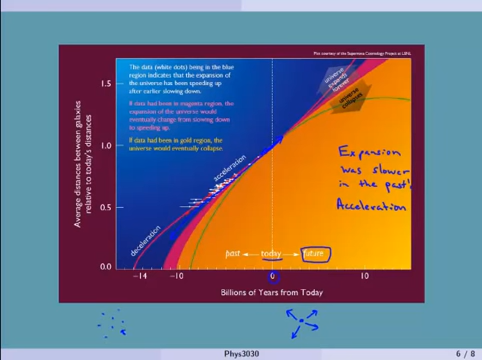 The picture courtesy of the Supernova Cosmology Project at LBNL
The data (white dots) being in the blue
region indicates that the expansion of
the universe has been speeding up
after earlier slowing down.
If data had been in magenta region, the
expansion of the universe would
eventually change from slowing down
to speeding up.
If data had been in gold region, the
universe would eventually collapse.
universe
expands
forever
universe
collapses
Average distances between galaxies
relative to today's distances
1.5
1.0
0.5
0.0
acceleration
deceleration
Expansion
was slower
in the past!
Acceleration
past today future
-14 -10 0 10
Billions of Years from Today
Phys3030
6 / 8